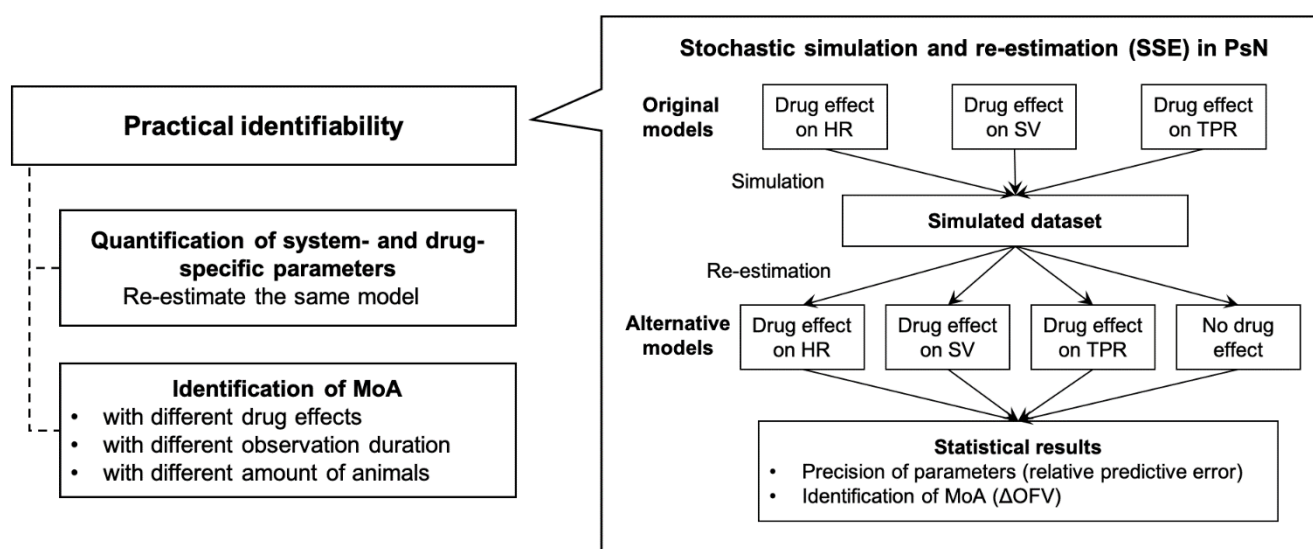 Practical identifiability
Quantification of system- and drug-
specific parameters
Re-estimate the same model
Identification of MoA
• with different drug effects
• with different observation duration
• with different amount of animals
Stochastic simulation and re-estimation (SSE) in PsN
Original
models
Drug effect
on HR
Drug effect
on SV
Drug effect
on TPR
Simulation
Simulated dataset
Re-estimation
Alternative
models
Drug effect
on HR
Drug effect
on SV
Drug effect
on TPR
No drug
effect
Statistical results
• Precision of parameters (relative predictive error)
• Identification of MoA (ΔOFV)